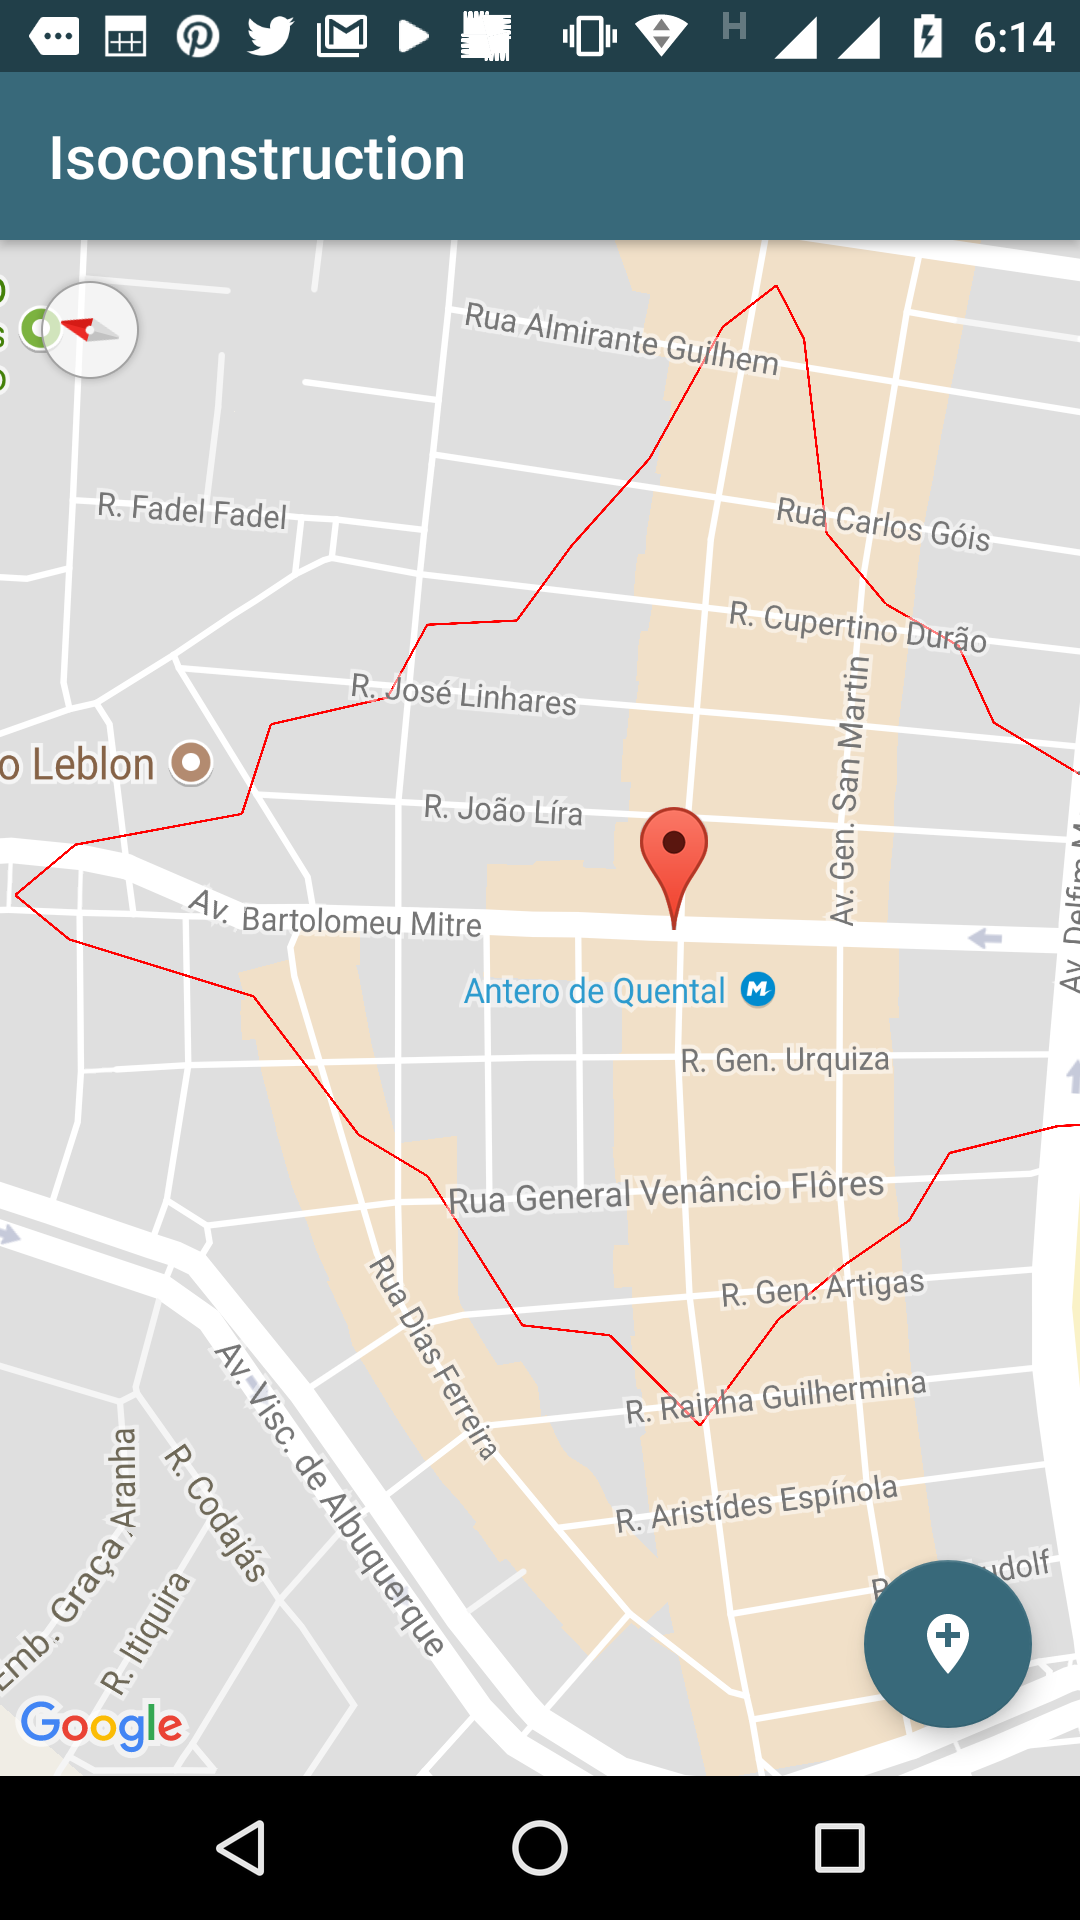 6:14
H
Isoconstruction
Rua Almirante Guilhem
R. Fadel Fadel
Rua Carlos Góis
R. Cupertino Durão
R. José Linhares
Av. Gen. San Martin
o Leblon
R. João Líra
Av. Bartolomeu Mitre
Av. Delfim M
Antero de Quental
R. Gen. Urquiza
Rua General Venâncio Flôres
R. Gen. Artigas
Rua Dias Ferreira
R. Rainha Guilhermina
Av. Visc. de Albuquerque
R. Aristídes Espínola
R. Codajás
Emb. Graça Aranha
R. Itiquira
R. udolf
Google